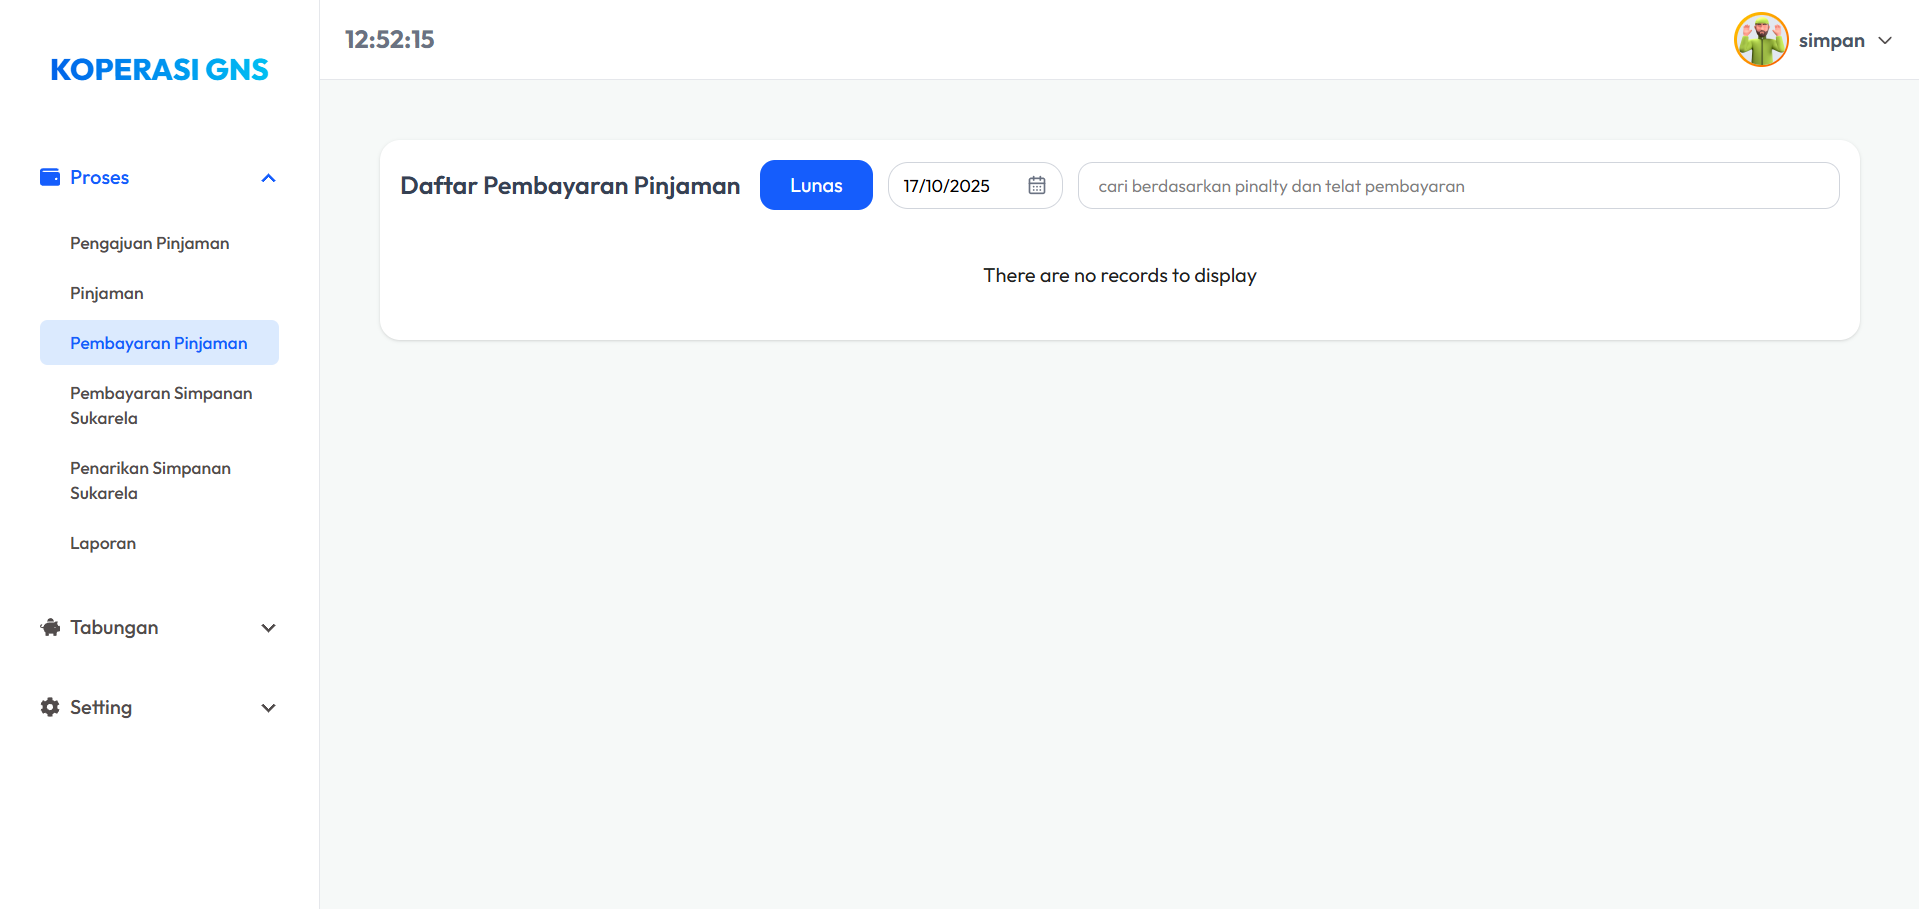 KOPERASI GNS
12:52:15
simpan
Proses
Pengajuan Pinjaman
Pinjaman
Pembayaran Pinjaman
Pembayaran Simpanan
Sukarela
Penarikan Simpanan
Sukarela
Laporan
Tabungan
Setting
Daftar Pembayaran Pinjaman
Lunas
17/10/2025
cari berdasarkan pinalty dan telat pembayaran
There are no records to display